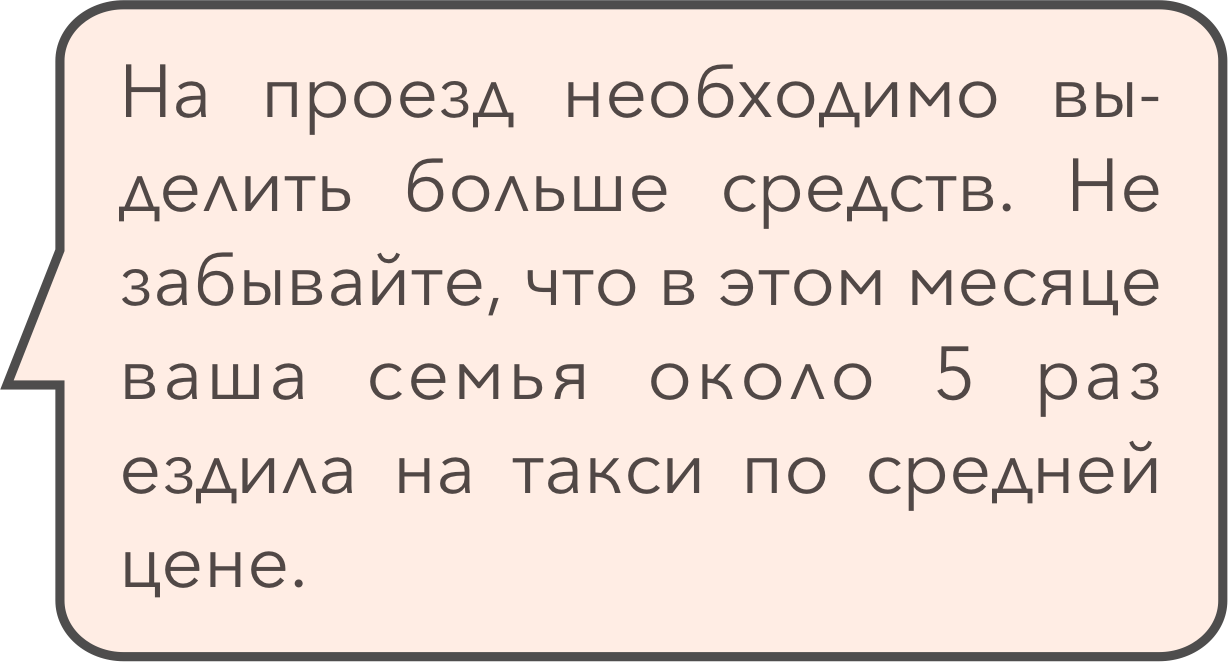 На проезд необходимо вы-
делить больше средств. Не
забывайте, что в этом месяце
ваша семья около 5 раз
ездила на такси по средней
цене.